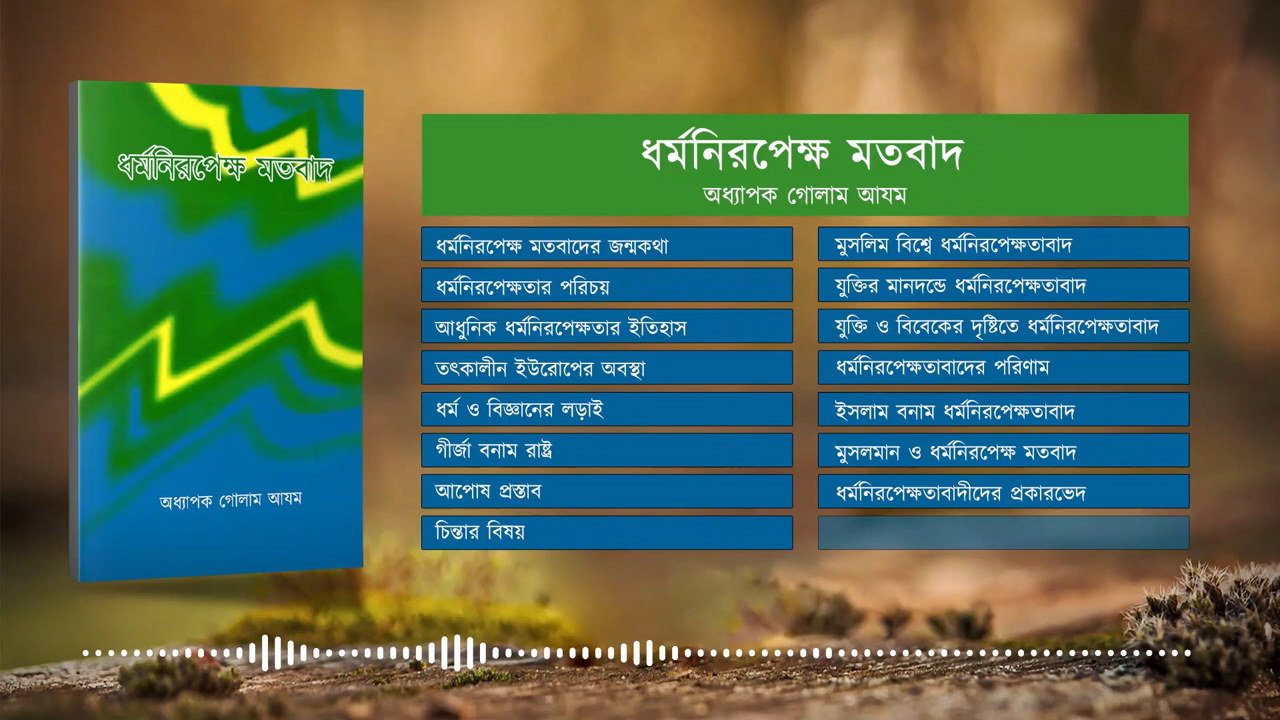 ধর্মনিরপেক্ষ মতবাদ
অধ্যাপক গোলাম আযম
ধর্মনিরপেক্ষ মতবাদ
অধ্যাপক গোলাম আযম
ধর্মনিরপেক্ষ মতবাদের জন্মকথা
ধর্মনিরপেক্ষতার পরিচয়
আধুনিক ধর্মনিরপেক্ষতার ইতিহাস
তৎকালীন ইউরোপের অবস্থা
ধর্ম ও বিজ্ঞানের লড়াই
গীর্জা বনাম রাষ্ট্র
আপোষ প্রস্তাব
চিন্তার বিষয়
মুসলিম বিশ্বে ধর্মনিরপেক্ষতাবাদ
যুক্তির মানদন্ডে ধর্মনিরপেক্ষতাবাদ
যুক্তি ও বিবেকের দৃষ্টিতে ধর্মনিরপেক্ষতাবাদ
ধর্মনিরপেক্ষতাবাদের পরিণাম
ইসলাম বনাম ধর্মনিরপেক্ষতাবাদ
মুসলমান ও ধর্মনিরপেক্ষ মতবাদ
ধর্মনিরপেক্ষতাবাদীদের প্রকারভেদ